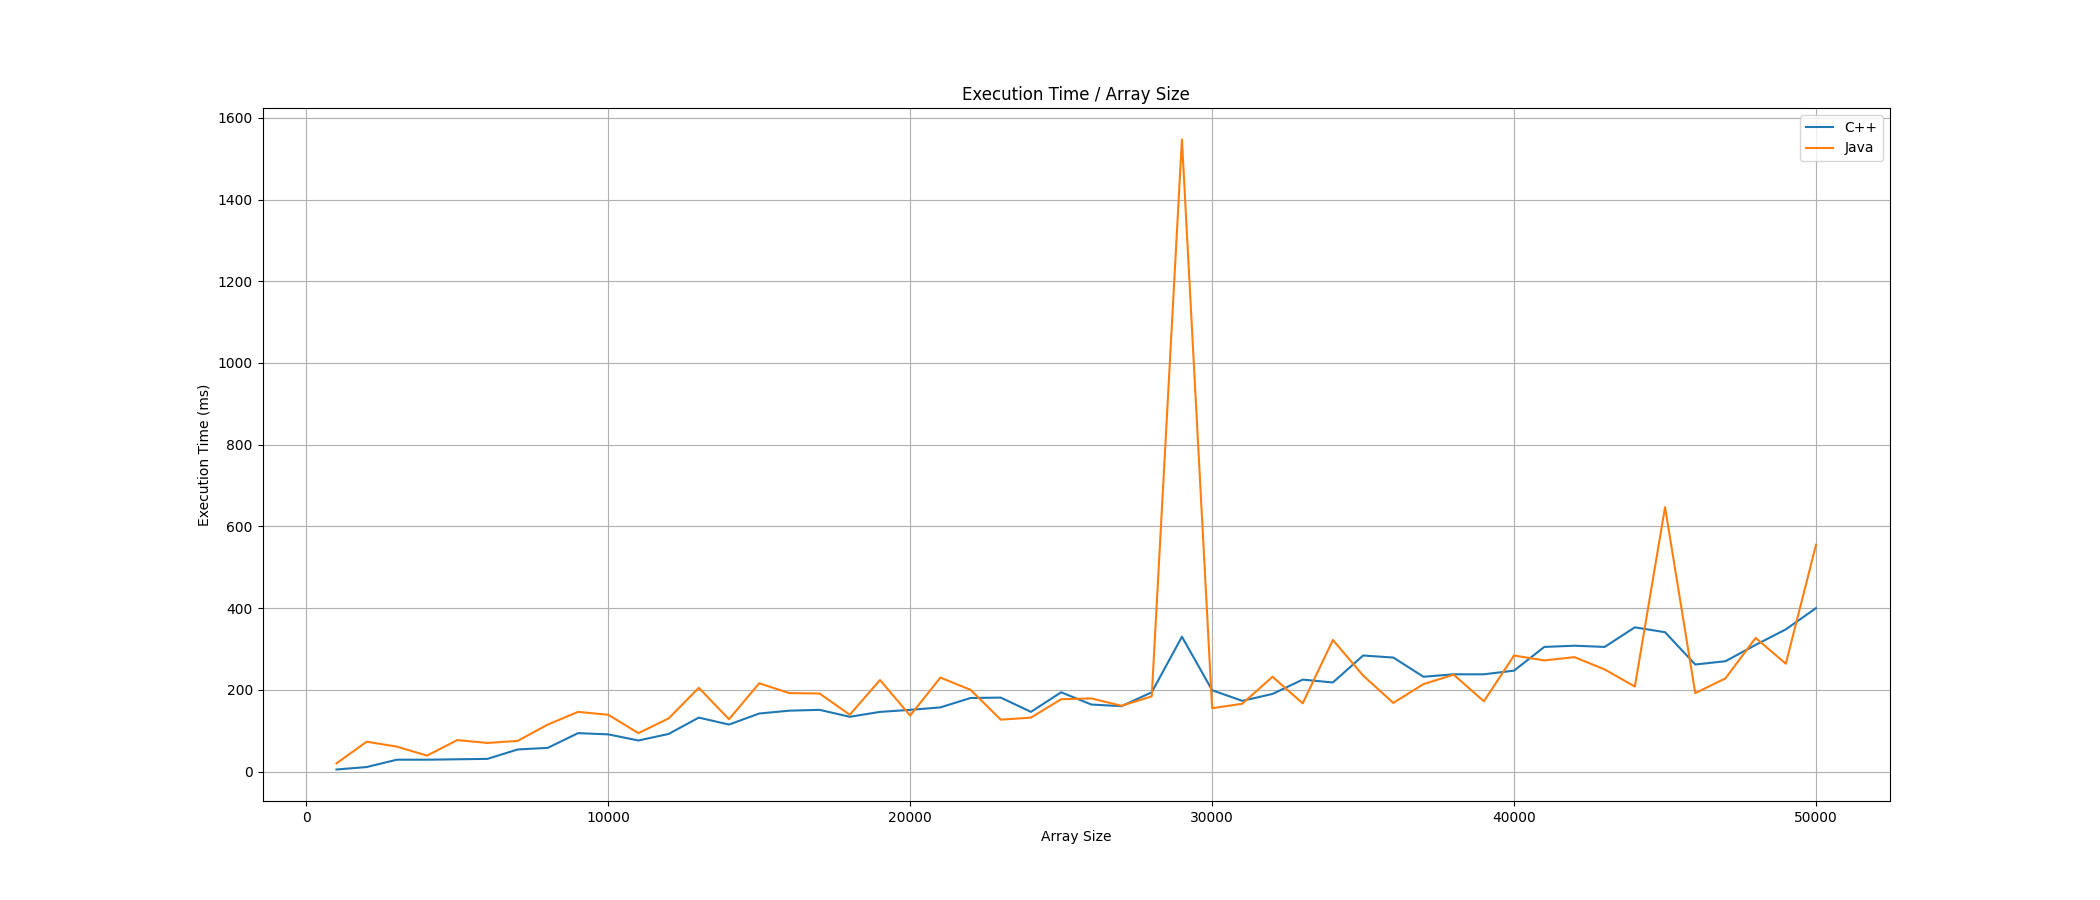 Execution Time / Array Size
C++
Java
Execution Time (ms)
1600
1400
1200
1000
800
600
400
200
0
0 10000 20000 30000 40000 50000
Array Size